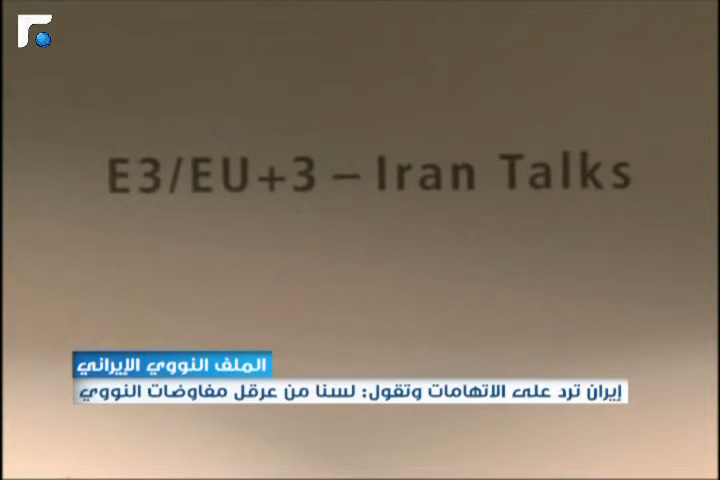 E3/EU+3 – Iran Talks
الملف النووي الإيراني
إيران ترد على الاتهامات وتقول: لسنا من عرقل مفاوضات النووي